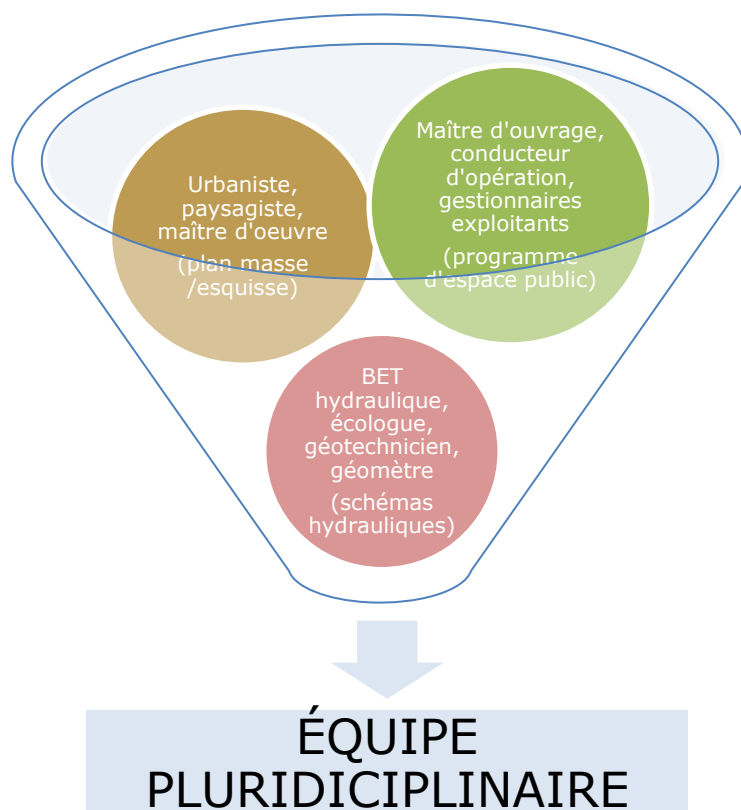 Urbaniste,
paysagiste,
maître d'oeuvre
(plan masse
/esquisse)
Maître d'ouvrage,
conducteur
d'opération,
gestionnaires
exploitants
(programme
d'espace public)
BET
hydraulique,
écologue,
géotechnicien,
géomètre
(schémas
hydrauliques)
ÉQUIPE
PLURIDICIPLINAIRE